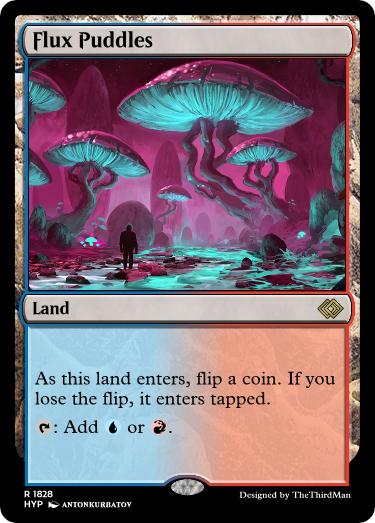 Flux Puddles
Land
As this land enters, flip a coin. If you
lose the flip, it enters tapped.
: Add or .
R 1828
HYP ANTONKURBATOV
Designed by TheThirdMan